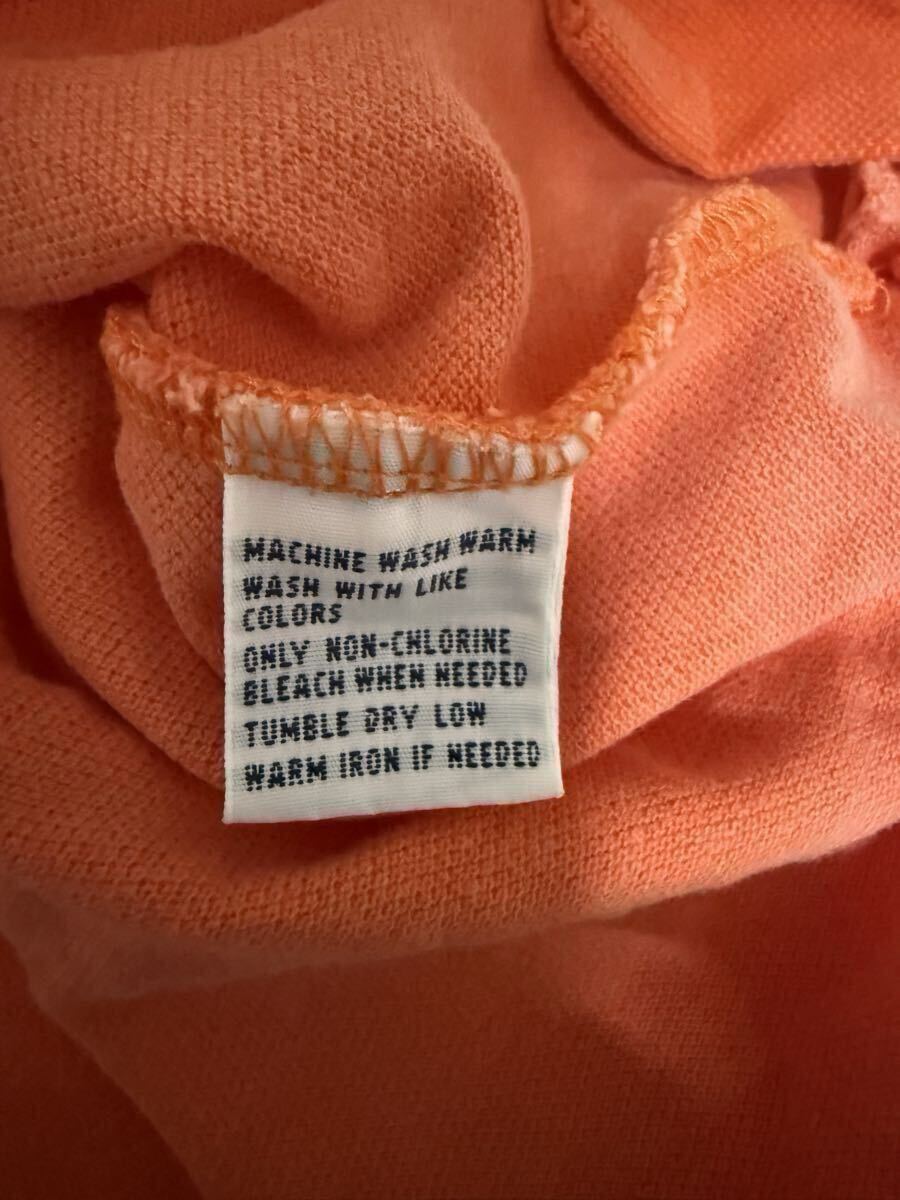 MACHINE WASH WARM
WASH WITH LIKE
COLORS
ONLY NON-CHLORINE
BLEACH WHEN NEEDED
TUMBLE DRY LOW
WARM IRON IF NEEDED